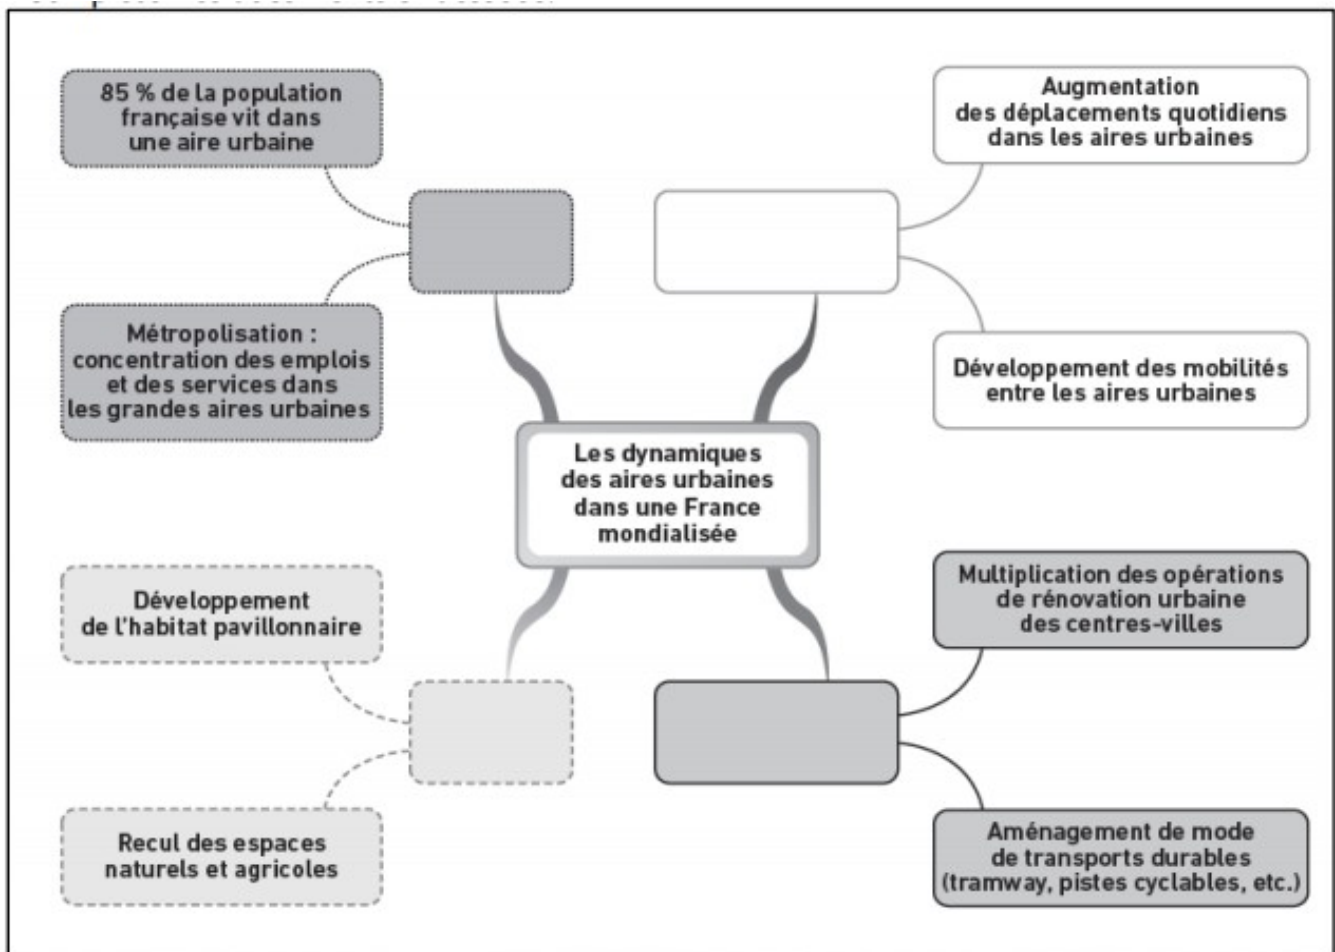 85 % de la population
française vit dans
une aire urbaine
Métropolisation :
concentration des emplois
et des services dans
les grandes aires urbaines
Augmentation
des déplacements quotidiens
dans les aires urbaines
Développement des mobilités
entre les aires urbaines
Les dynamiques
des aires urbaines
dans une France
mondialisée
Développement
de l'habitat pavillonnaire
Recul des espaces
naturels et agricoles
Multiplication des opérations
de rénovation urbaine
des centres-villes
Aménagement de mode
de transports durables
(tramway, pistes cyclables, etc.)